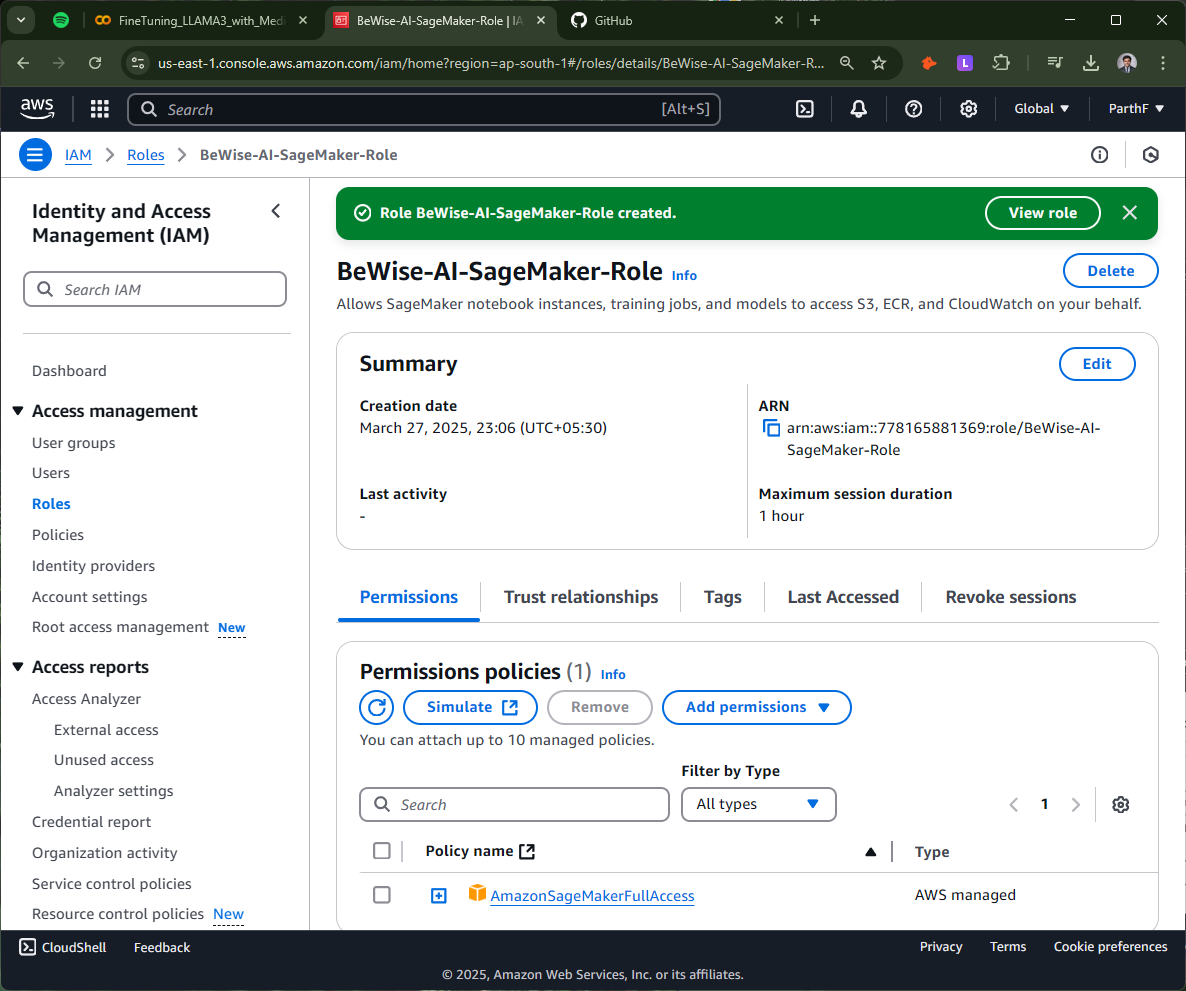 FineTuning_LLAMA3_with_Medi
BeWise-AI-SageMaker-Role | IA
GitHub
us-east-1.console.aws.amazon.com/iam/home?region=ap-south-1#/roles/details/BeWise-AI-SageMaker-R...
L
aws
Search
[Alt+S]
Global
ParthF
IAM
Roles
BeWise-AI-SageMaker-Role
Identity and Access
Management (IAM)
Search IAM
Dashboard
Access management
User groups
Users
Roles
Policies
Identity providers
Account settings
Root access management New
Access reports
Access Analyzer
External access
Unused access
Analyzer settings
Credential report
Organization activity
Service control policies
Resource control policies New
Role BeWise-AI-SageMaker-Role created.
View role
BeWise-AI-SageMaker-Role Info
Delete
Allows SageMaker notebook instances, training jobs, and models to access S3, ECR, and CloudWatch on your behalf.
Summary
Edit
Creation date
March 27, 2025, 23:06 (UTC+05:30)
ARN
arn:aws:iam::778165881369:role/BeWise-AI-
SageMaker-Role
Last activity
-
Maximum session duration
1 hour
Permissions
Trust relationships
Tags
Last Accessed
Revoke sessions
Permissions policies (1) Info
Simulate
Remove
Add permissions
You can attach up to 10 managed policies.
Filter by Type
Search
All types
1
Policy name
Type
AmazonSageMakerFullAccess
AWS managed
CloudShell
Feedback
Privacy
Terms
Cookie preferences
© 2025, Amazon Web Services, Inc. or its affiliates.